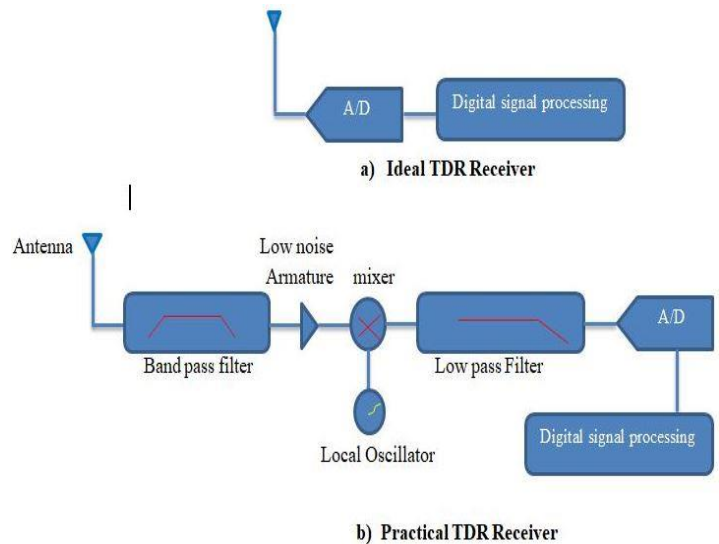 A/D
Digital signal processing
a) Ideal TDR Receiver
Antenna
Low noise
Armature
mixer
A/D
Band pass filter
Low pass Filter
Local Oscillator
Digital signal processing
b) Practical TDR Receiver